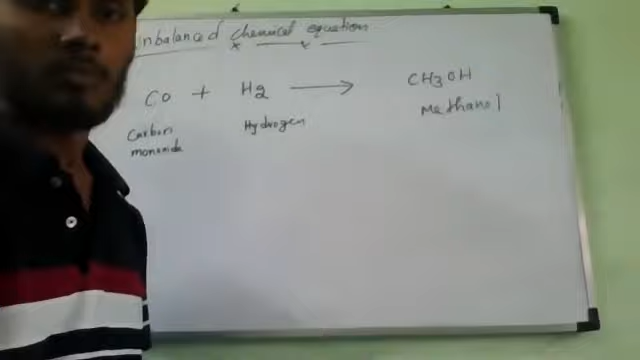 Unbalanced chemical equation
Co + H2 → CH3OH
Carbon monoxide Hydrogen Methanol